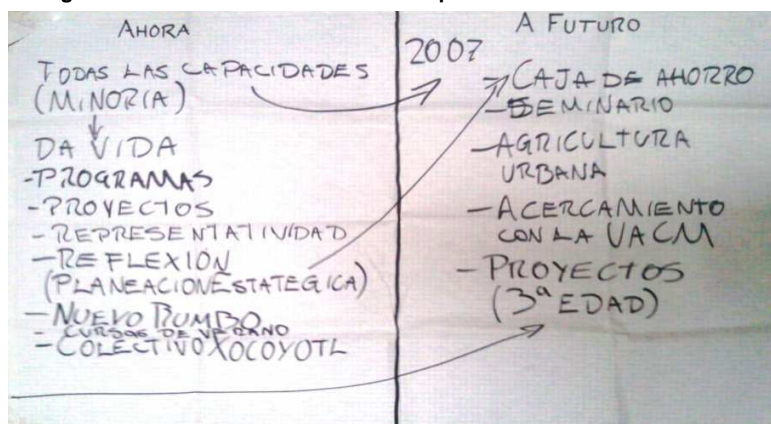 AHORA
TODAS LAS CAPACIDADES
(MINORIA)
DA VIDA
-PROGRAMAS
-PROYECTOS
-REPRESENTATIVIDAD
-REFLEXIÓN
(PLANEACION ESTATEGICA)
-NUEVO RUMBO
-CURSOS DE VERANO
-COLECTIVO XOCOYOTL
A FUTURO
2007
-CAJA DE AHORRO
-SEMINARIO
-AGRICULTURA
URBANA
-ACERCAMIENTO
CON LA UACM
-PROYECTOS
(3ª EDAD)